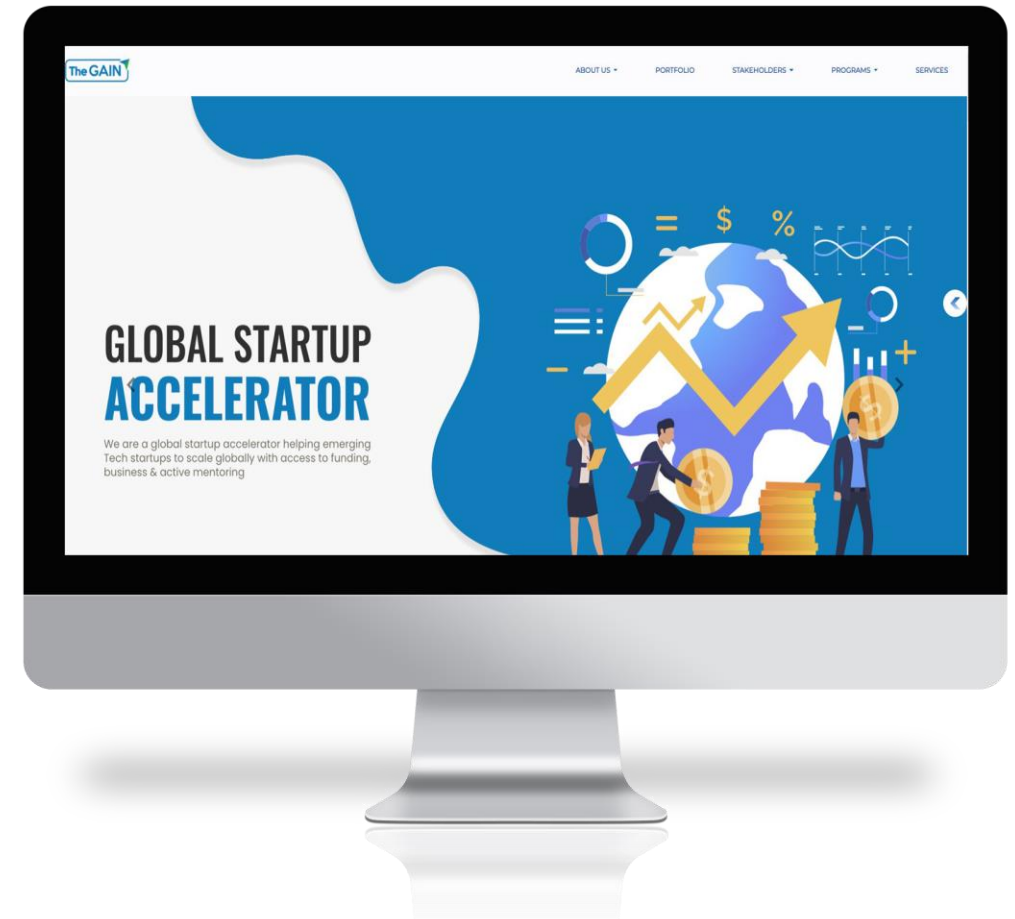 The GAIN
ABOUT US
PORTFOLIO
STAKEHOLDERS
PROGRAMS
SERVICES
= $ %
GLOBAL STARTUP
ACCELERATOR
We are a global startup accelerator helping emerging
Tech startups to scale globally with access to funding,
business & active mentoring